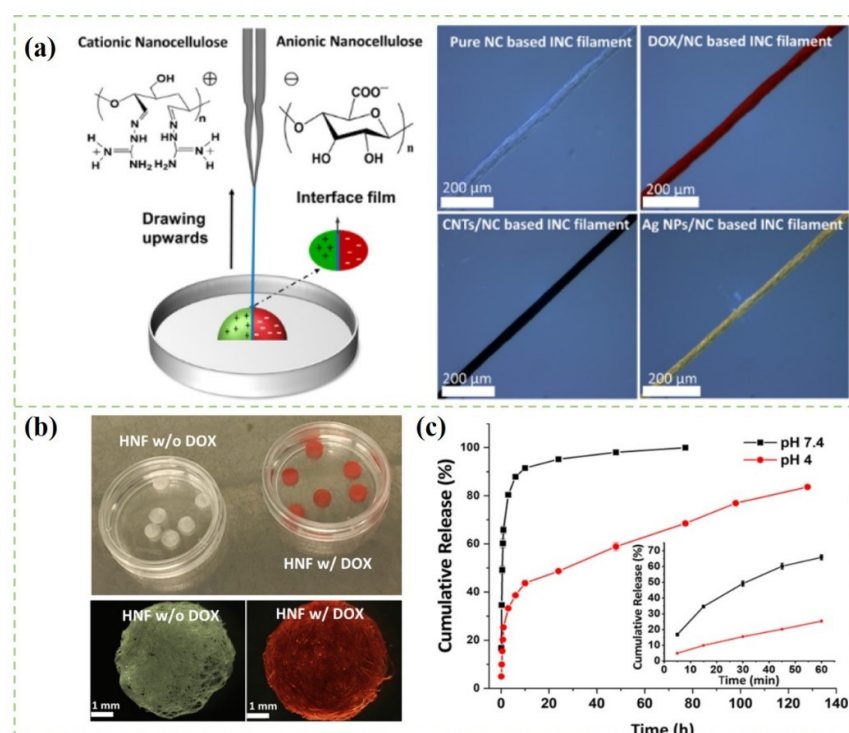 (a)
Cationic Nanocellulose
Anionic Nanocellulose
OH
O
n
N
N
NH
NH
H
N
H
+
NH₂
H₂N
N
H
+
H
COO⁻
O
O
HO
OH
n
Drawing
upwards
Interface film
Pure NC based INC filament
200 µm
DOX/NC based INC filament
200 µm
CNTs/NC based INC filament
200 µm
Ag NPs/NC based INC filament
200 µm
(b)
HNF w/o DOX
HNF w/ DOX
HNF w/o DOX
1 mm
HNF w/ DOX
1 mm
(c)
Cumulative Release (%)
100
80
60
40
20
0
pH 7.4
pH 4
Cumulative Release (%)
70
60
50
40
30
20
10
0
0 10 20 30 40 50 60
Time (min)
0 20 40 60 80 100 120 140
Time (h)